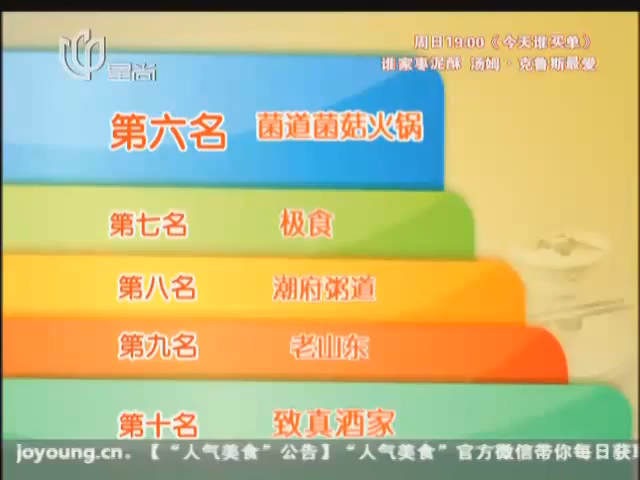 周日19:00《今天谁买单》
谁家枣泥酥 汤姆·克鲁斯最爱
星尚
第六名 菌道菌菇火锅
第七名 极食
第八名 潮府粥道
第九名 老山东
第十名 致真酒家
joyoung.cn. 【“人气美食”公告】“人气美食”官方微信带你每日获